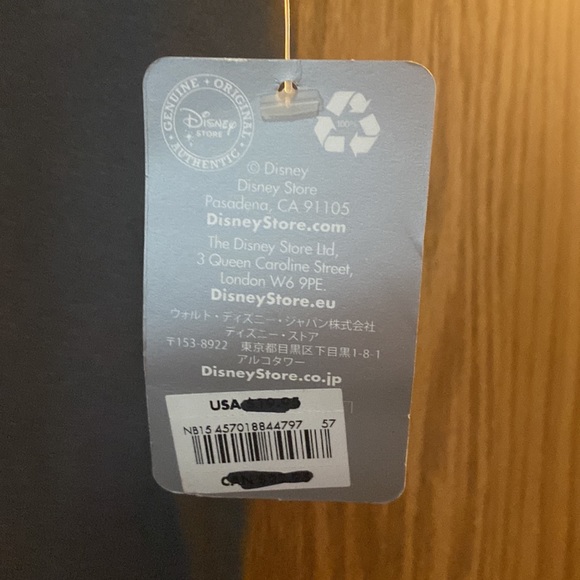 GENUINE • ORIGINAL • AUTHENTIC
Disney
STORE
100%
© Disney
Disney Store
Pasadena, CA 91105
DisneyStore.com
The Disney Store Ltd,
3 Queen Caroline Street,
London W6 9PE.
DisneyStore.eu
ウォルト・ディズニー・ジャパン株式会社
ディズニー・ストア
〒153-8922 東京都目黒区下目黒1-8-1
アルコタワー
DisneyStore.co.jp
USA
NB15 457018844797 57
CAN